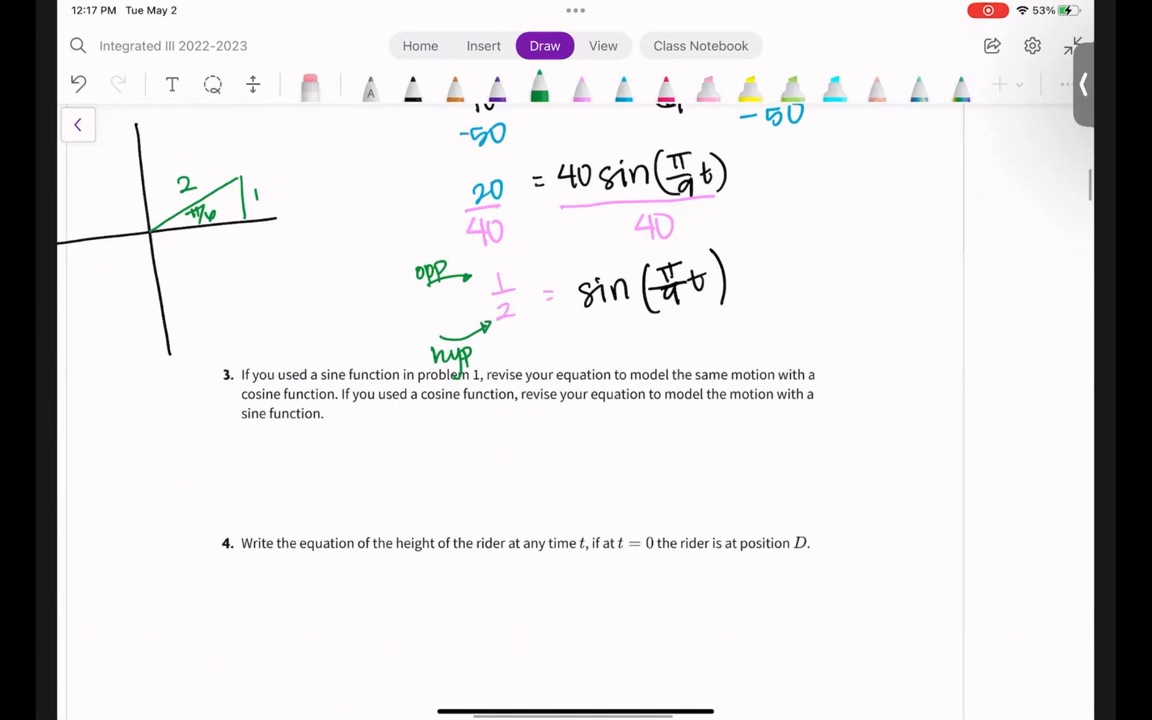 12:17 PM Tue May 2
53%
Integrated III 2022-2023
Home Insert Draw View Class Notebook
T
A
-50
-50
20 = 40 sin(π/9 t)
40 40
opp
1/2 = sin(π/9 t)
hyp
2
π/6
1
3. If you used a sine function in problem 1, revise your equation to model the same motion with a
cosine function. If you used a cosine function, revise your equation to model the motion with a
sine function.
4. Write the equation of the height of the rider at any time t, if at t = 0 the rider is at position D.